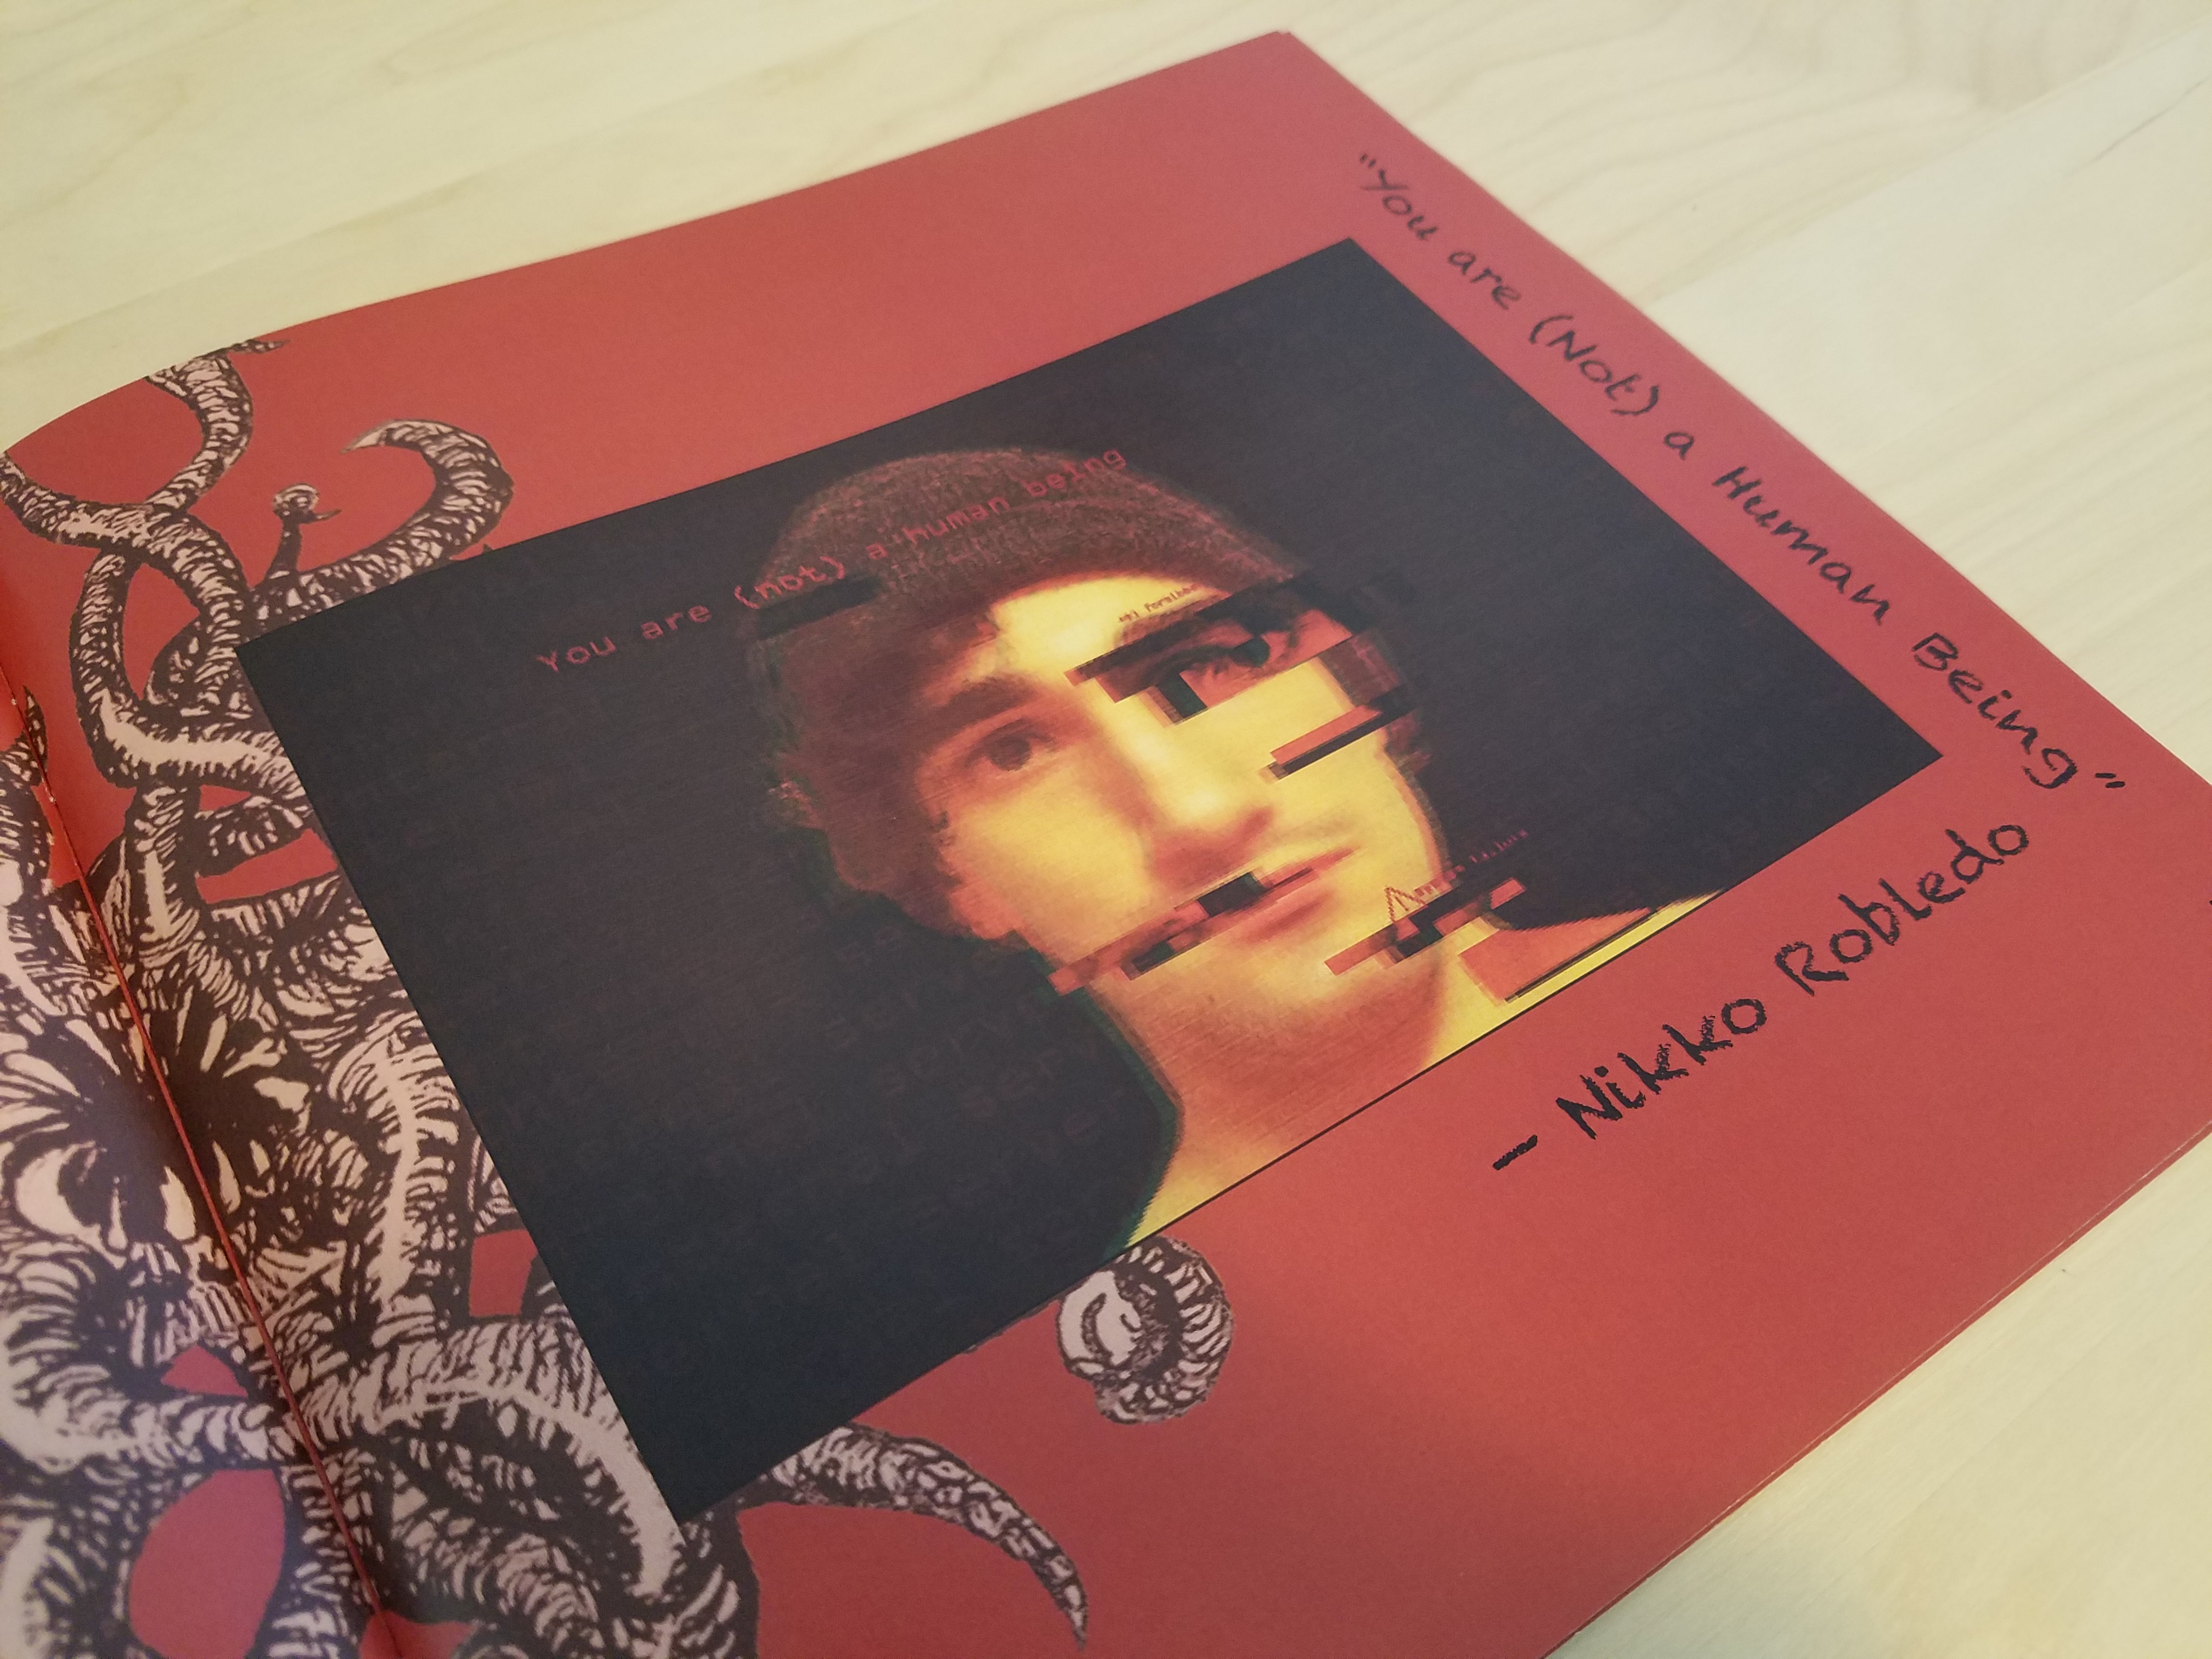 "You are (Not) a Human Being"
You are (not) a human being
— Nikko Robledo